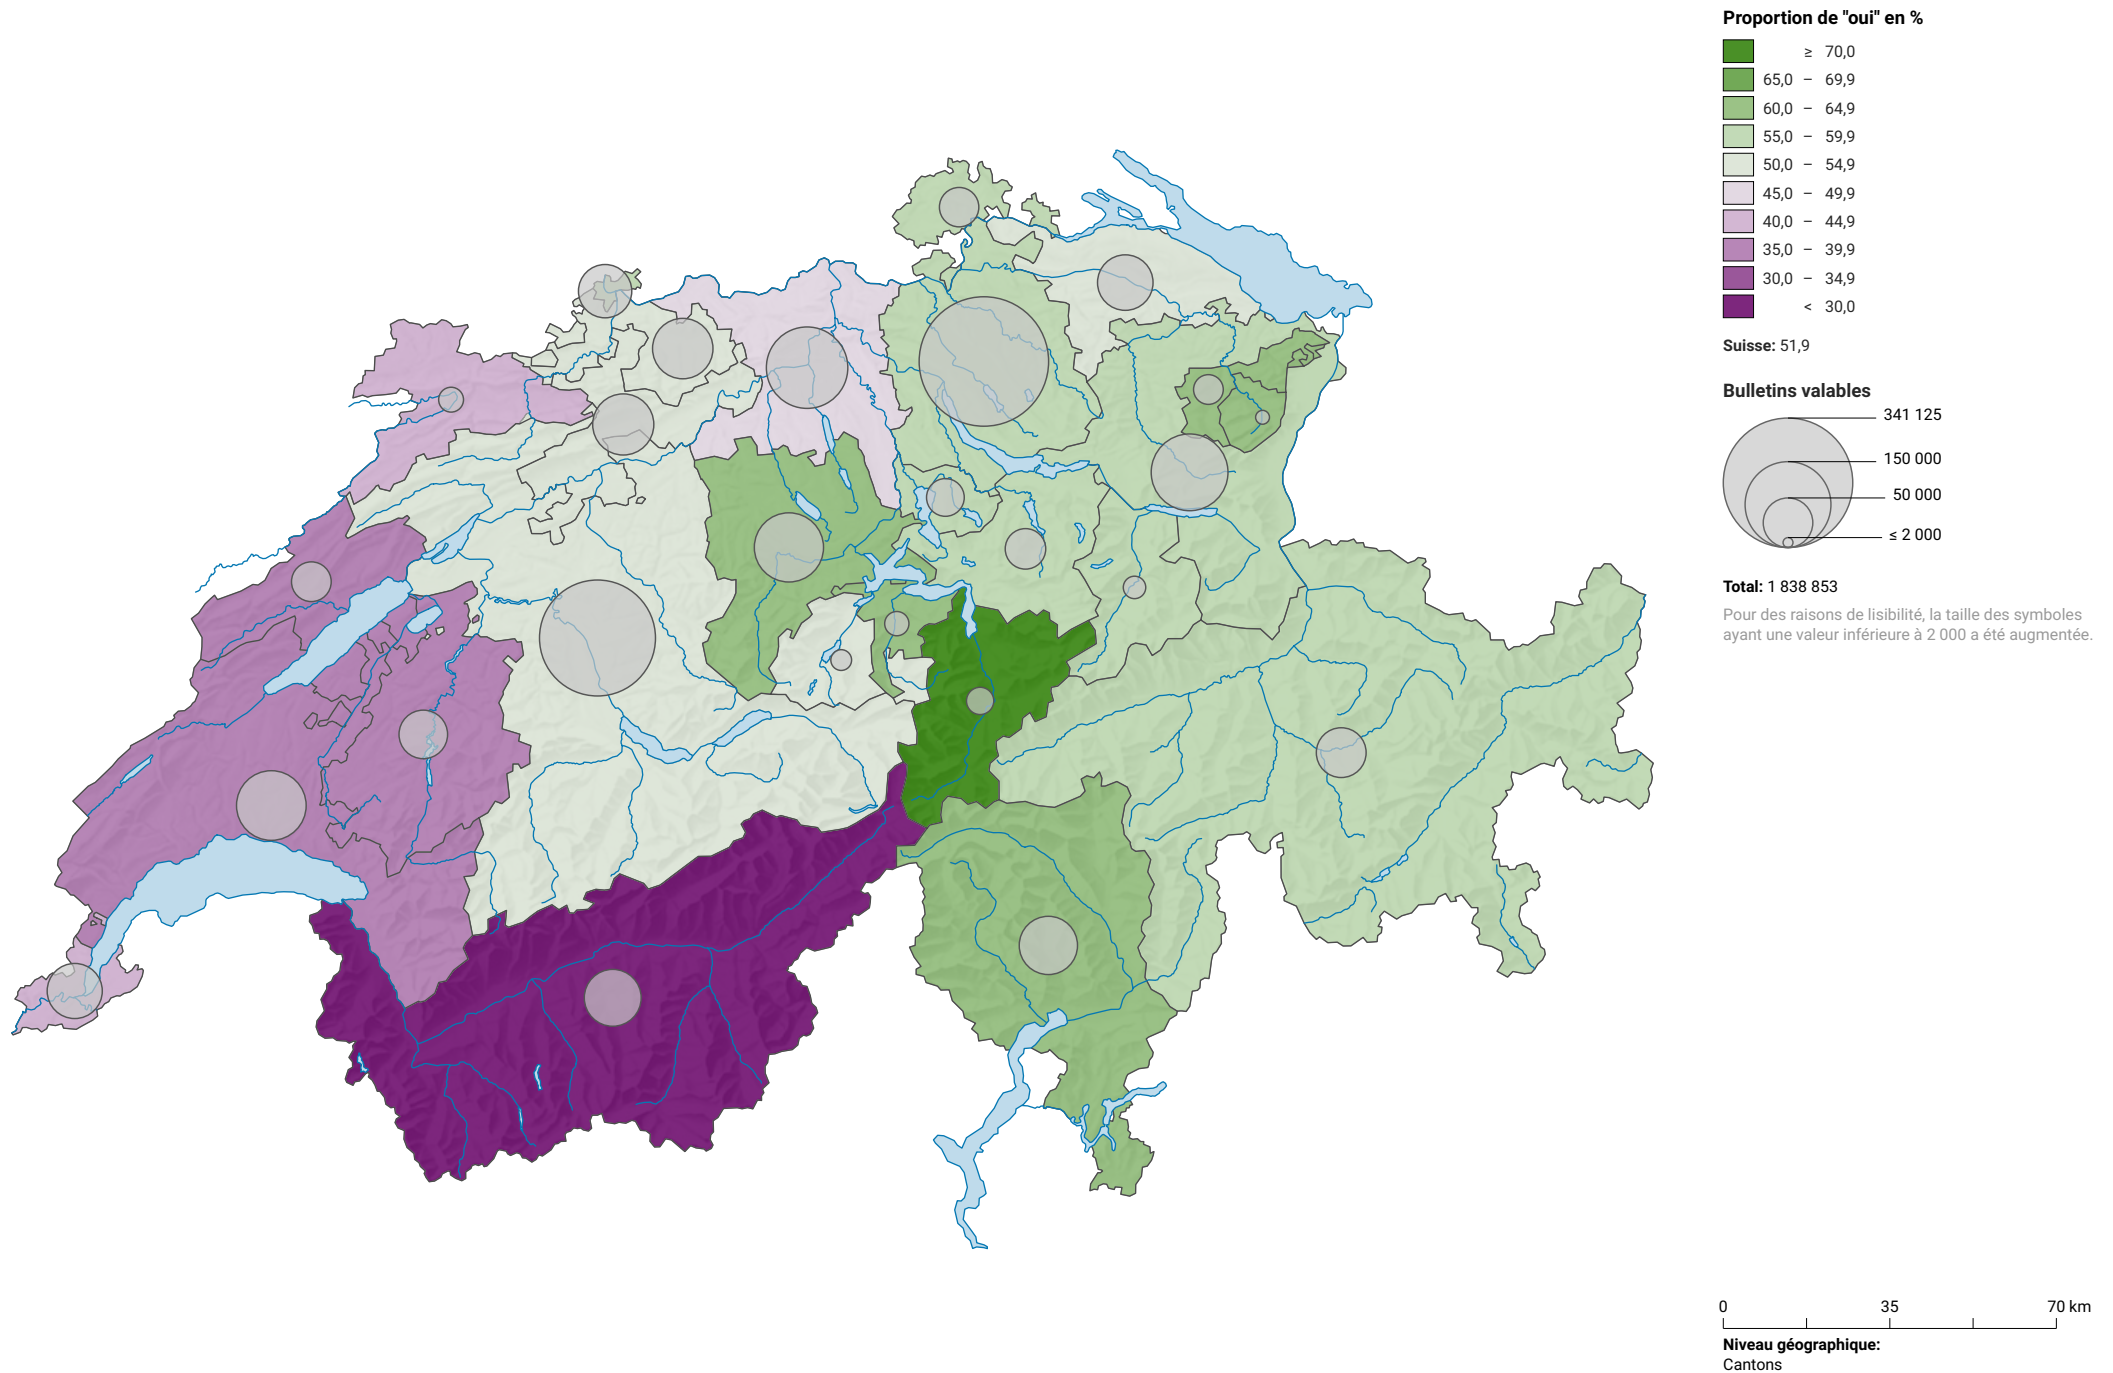 Proportion de "oui" en %
≥ 70,0
65,0 – 69,9
60,0 – 64,9
55,0 – 59,9
50,0 – 54,9
45,0 – 49,9
40,0 – 44,9
35,0 – 39,9
30,0 – 34,9
< 30,0
Suisse: 51,9
Bulletins valables
341 125
150 000
50 000
≤ 2 000
Total: 1 838 853
Pour des raisons de lisibilité, la taille des symboles
ayant une valeur inférieure à 2 000 a été augmentée.
0 35 70 km
Niveau géographique:
Cantons